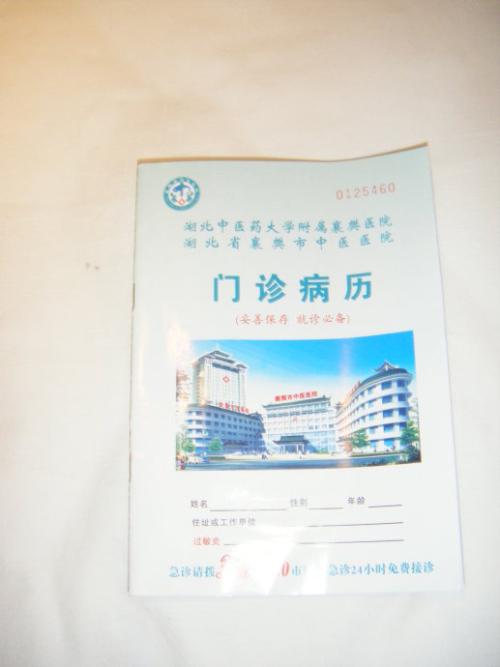 0125460
湖北中医药大学附属襄樊医院
湖北省襄樊市中医医院
门诊病历
(妥善保存 就诊必备)
襄樊市中医医院
姓名 性别 年龄
住址或工作单位
过敏史
急诊请拨 市 急诊24小时免费接诊